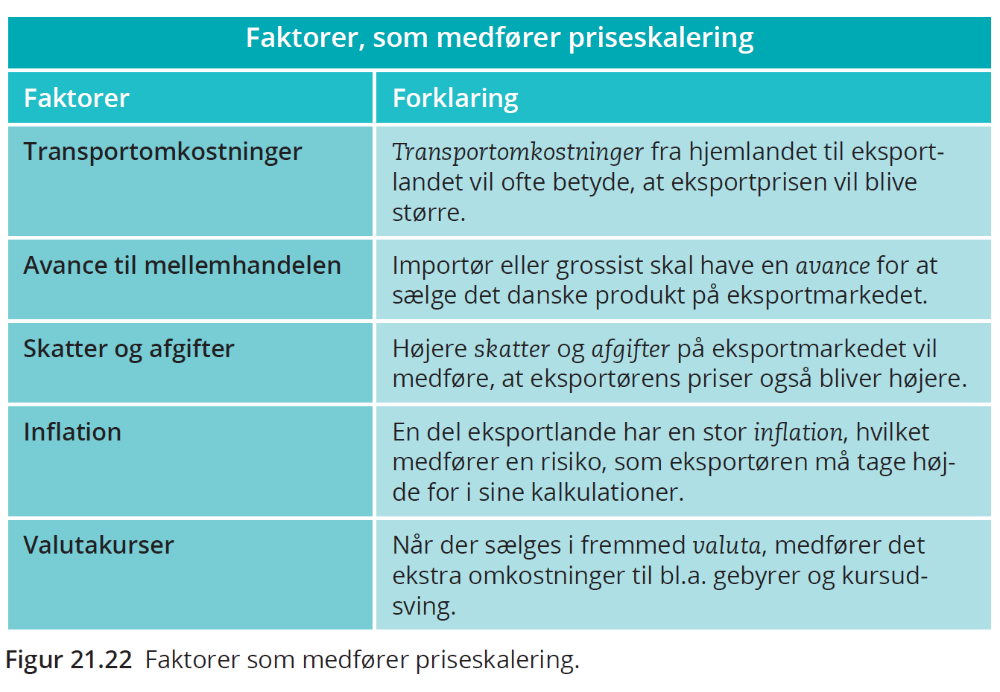 Faktorer, som medfører priseskalering
Faktorer
Forklaring
Transportomkostninger
Transportomkostninger fra hjemlandet til eksport-
landet vil ofte betyde, at eksportprisen vil blive
større.
Avance til mellemhandelen
Importør eller grossist skal have en avance for at
sælge det danske produkt på eksportmarkedet.
Skatter og afgifter
Højere skatter og afgifter på eksportmarkedet vil
medføre, at eksportørens priser også bliver højere.
Inflation
En del eksportlande har en stor inflation, hvilket
medfører en risiko, som eksportøren må tage høj-
de for i sine kalkulationer.
Valutakurser
Når der sælges i fremmed valuta, medfører det
ekstra omkostninger til bl.a. gebyrer og kursud-
sving.
Figur 21.22 Faktorer som medfører priseskalering.